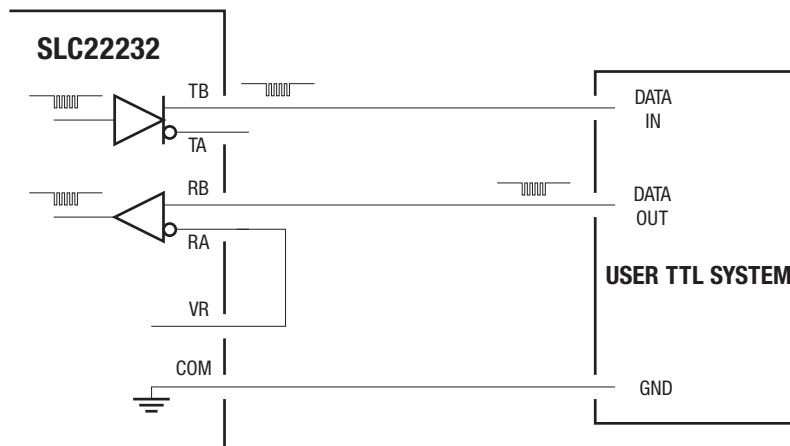 SLC22232
TB
TA
DATA
IN
RB
RA
DATA
OUT
USER TTL SYSTEM
VR
COM
GND